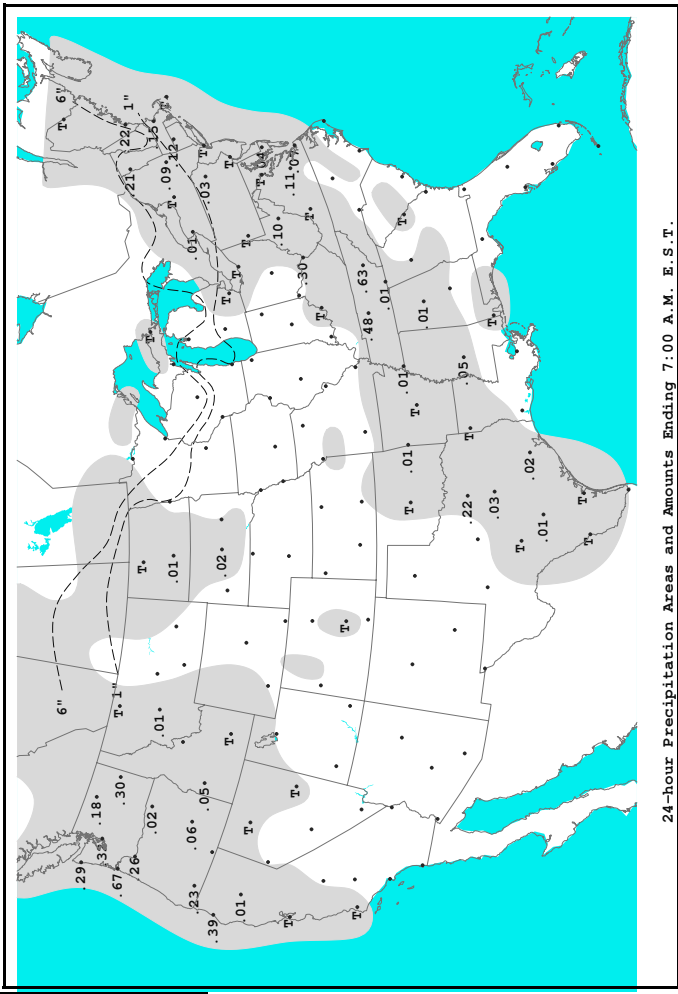 6"
T
6"
.29
.18
.32
.67
T
1"
.30
.22
1"
.21
.26
T
.02
T
.15
.01
T
.09
.01
T
.12
.23
.06
.01
.05
.03
T
.39
.02
T
T
T
.01
T
T
T
T
.04
.10
T
.11
.07
T
.30
T
T
T
T
.63
.48
.01
.01
T
.01
T
T
.01
.22
T
.05
.03
T
T
.02
.01
T
T
24-hour Precipitation Areas and Amounts Ending 7:00 A.M. E.S.T.